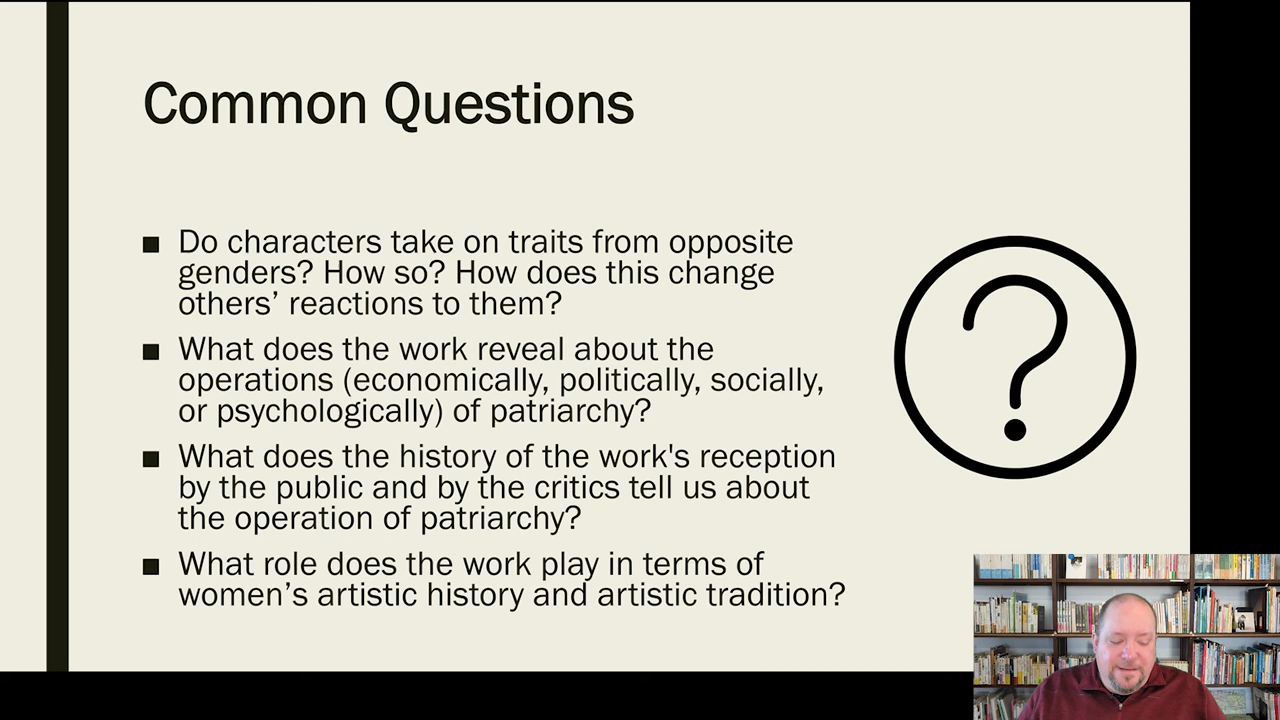 Common Questions
■ Do characters take on traits from opposite
genders? How so? How does this change
others’ reactions to them?
■ What does the work reveal about the
operations (economically, politically, socially,
or psychologically) of patriarchy?
■ What does the history of the work's reception
by the public and by the critics tell us about
the operation of patriarchy?
■ What role does the work play in terms of
women’s artistic history and artistic tradition?
?